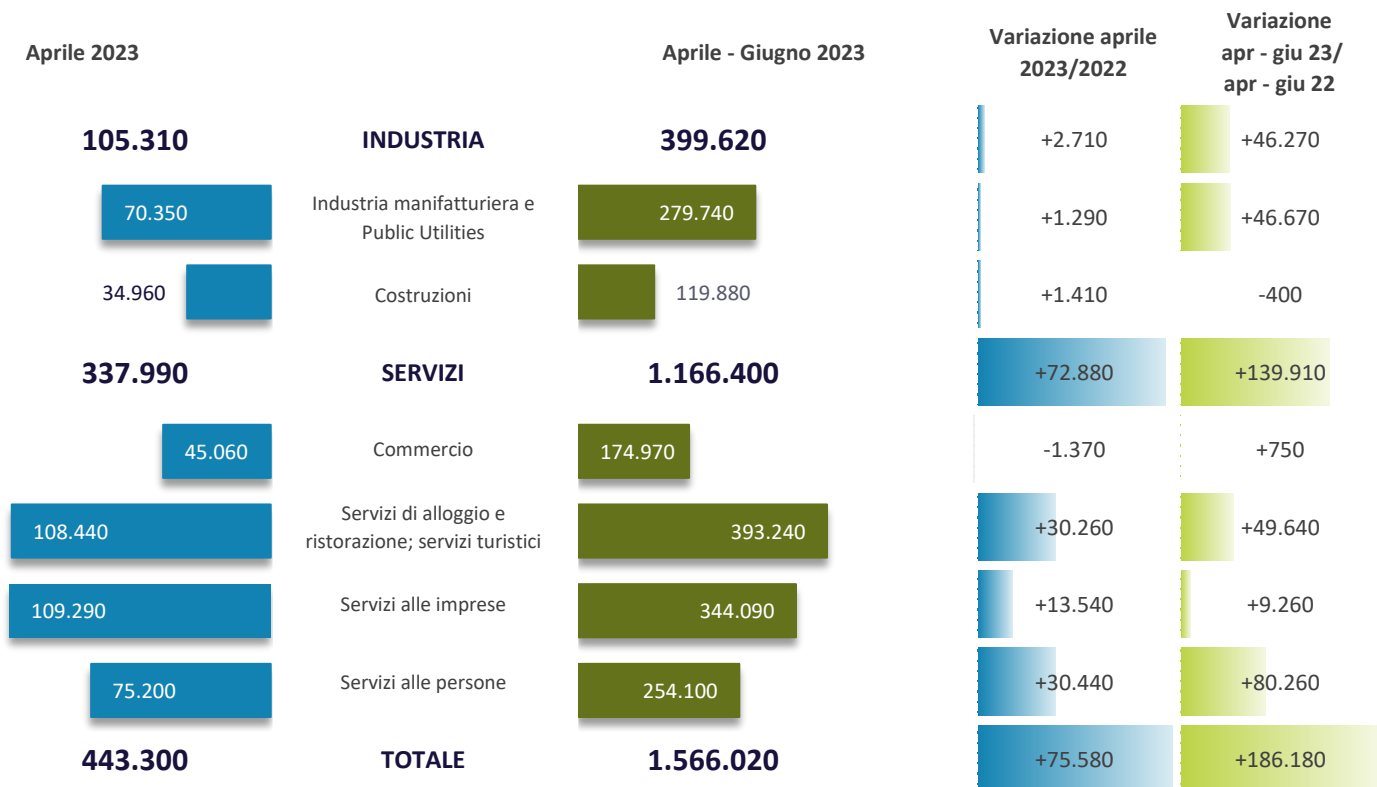 Aprile 2023
Aprile - Giugno 2023
Variazione aprile
2023/2022
Variazione
apr - giu 23/
apr - giu 22
105.310 INDUSTRIA 399.620 +2.710 +46.270
70.350 Industria manifatturiera e
Public Utilities 279.740 +1.290 +46.670
34.960 Costruzioni 119.880 +1.410 -400
337.990 SERVIZI 1.166.400 +72.880 +139.910
45.060 Commercio 174.970 -1.370 +750
108.440 Servizi di alloggio e
ristorazione; servizi turistici 393.240 +30.260 +49.640
109.290 Servizi alle imprese 344.090 +13.540 +9.260
75.200 Servizi alle persone 254.100 +30.440 +80.260
443.300 TOTALE 1.566.020 +75.580 +186.180